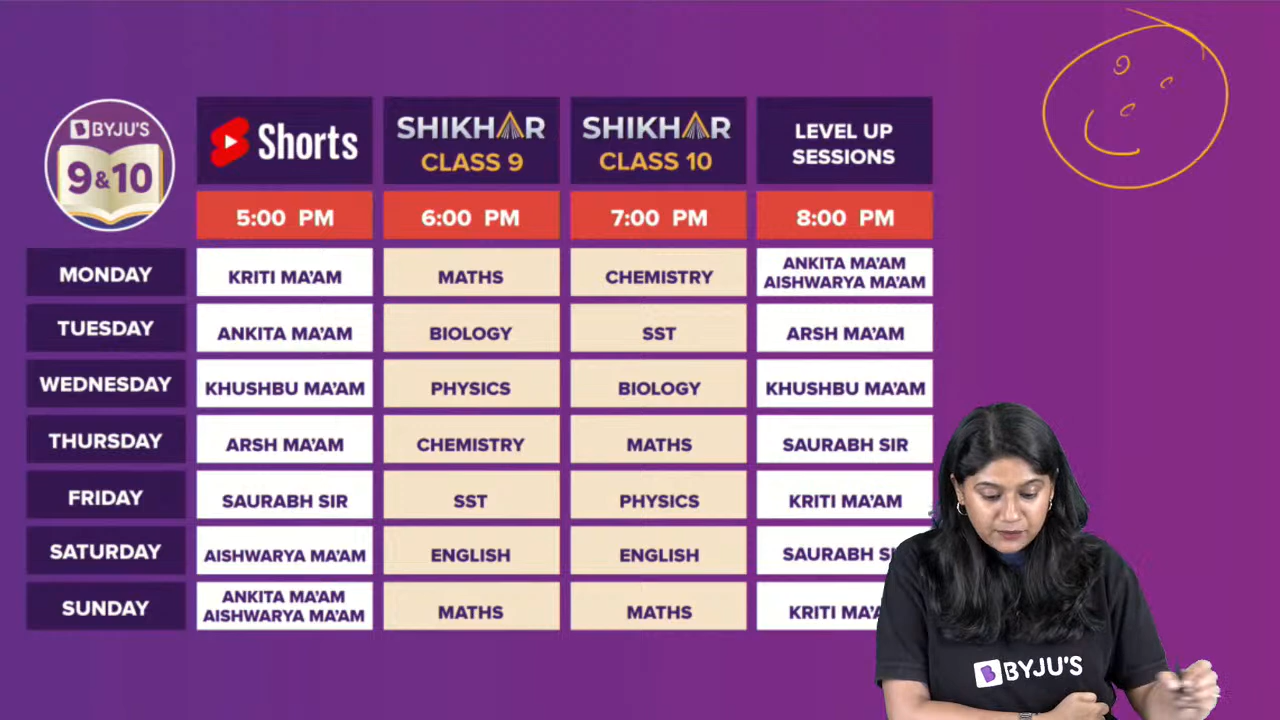 BYJU'S
9 & 10
Shorts
SHIKHAR
CLASS 9
SHIKHAR
CLASS 10
LEVEL UP
SESSIONS
5:00 PM
6:00 PM
7:00 PM
8:00 PM
MONDAY
KRITI MA'AM
MATHS
CHEMISTRY
ANKITA MA'AM
AISHWARYA MA'AM
TUESDAY
ANKITA MA'AM
BIOLOGY
SST
ARSH MA'AM
WEDNESDAY
KHUSHBU MA'AM
PHYSICS
BIOLOGY
KHUSHBU MA'AM
THURSDAY
ARSH MA'AM
CHEMISTRY
MATHS
SAURABH SIR
FRIDAY
SAURABH SIR
SST
PHYSICS
KRITI MA'AM
SATURDAY
AISHWARYA MA'AM
ENGLISH
ENGLISH
SAURABH
SUNDAY
ANKITA MA'AM
AISHWARYA MA'AM
MATHS
MATHS
KRITI
BYJU'S